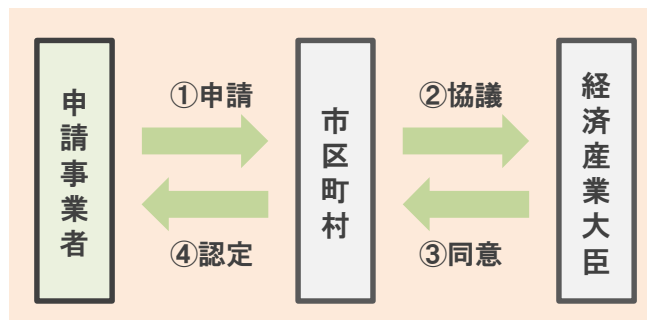 申請事業者
①申請
④認定
市区町村
②協議
③同意
経済産業大臣